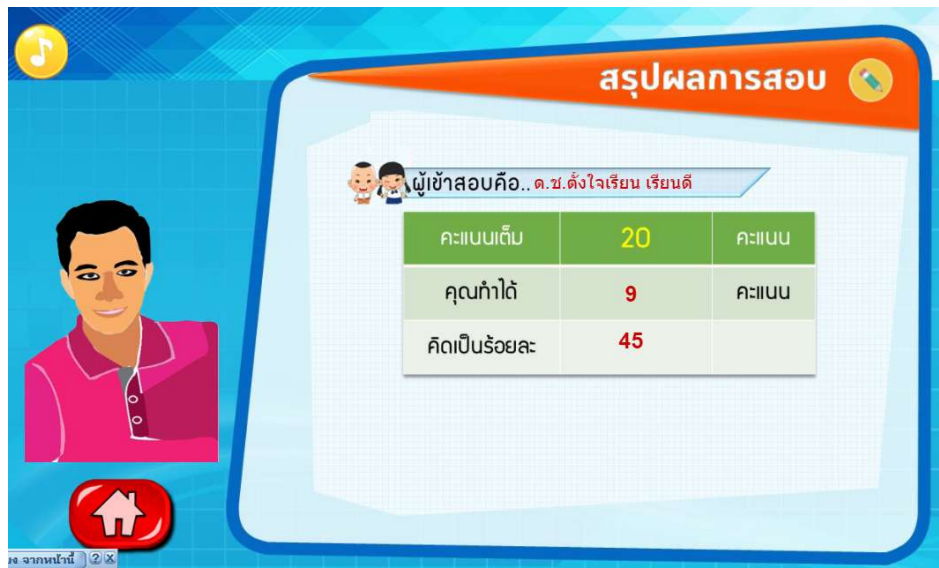 สรุปผลการสอบ
ผู้เข้าสอบคือ..ด.ช.ตั้งใจเรียน เรียนดี
คะแนนเต็ม 20 คะแนน
คุณทำได้ 9 คะแนน
คิดเป็นร้อยละ 45
จากหน้านี้